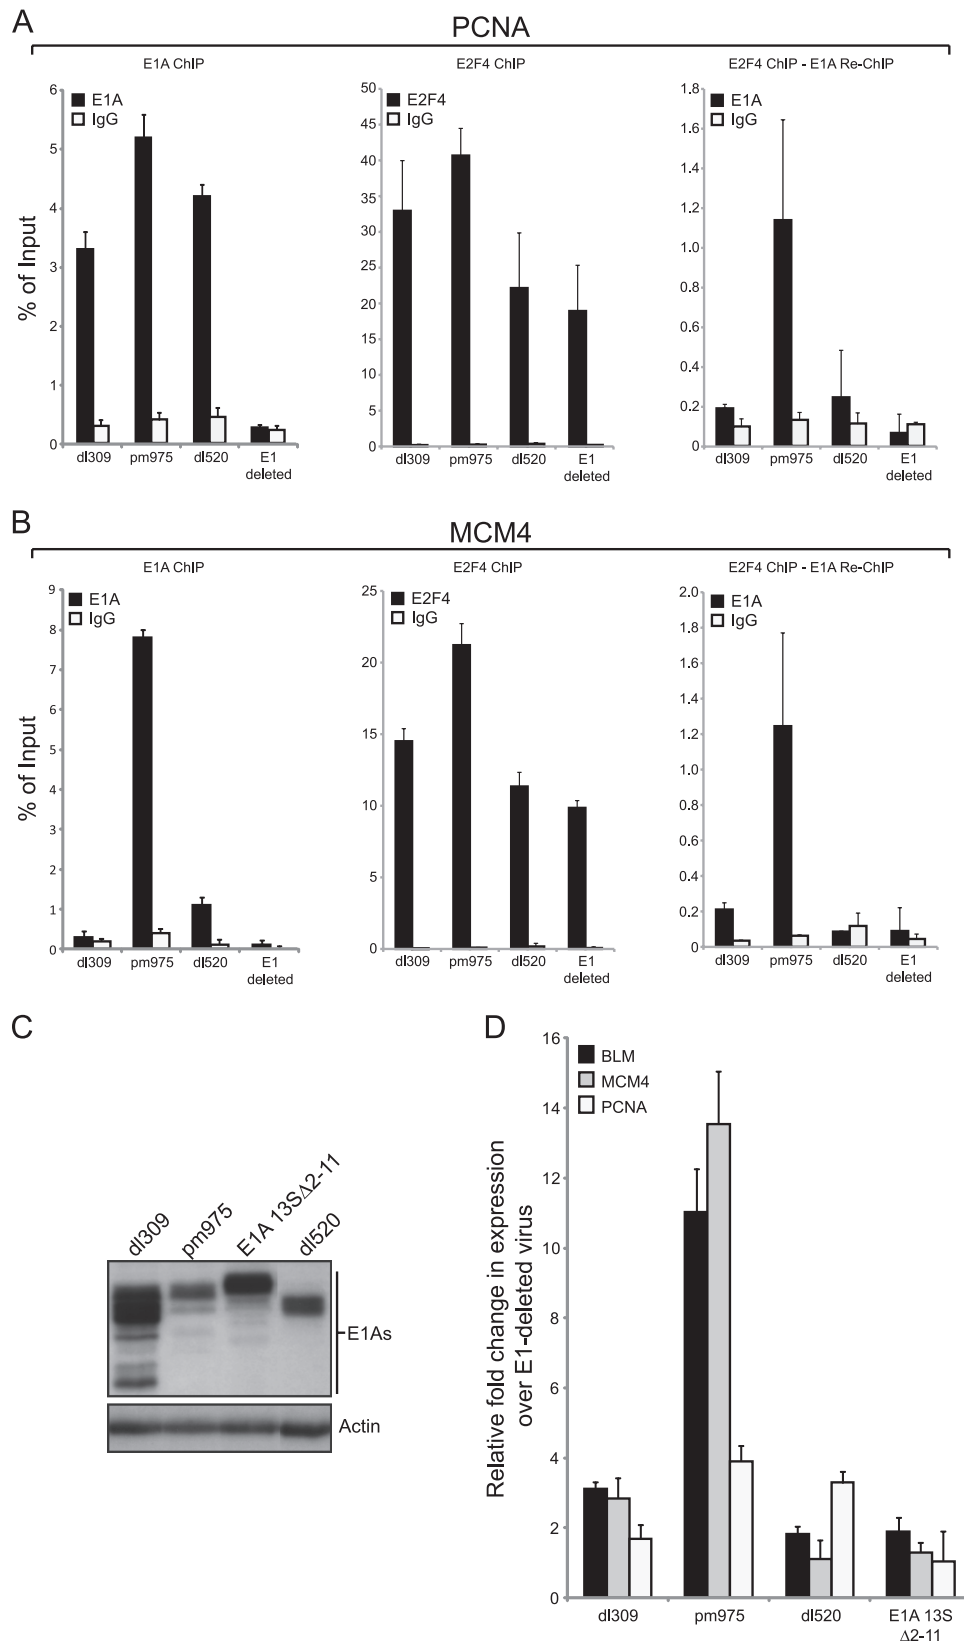 A
PCNA
E1A ChIP
E2F4 ChIP
E2F4 ChIP - E1A Re-ChIP
% of Input
6
5
4
3
2
1
0
E1A
IgG
dl309
pm975
dl520
E1
deleted
50
45
40
35
30
25
20
15
10
5
0
E2F4
IgG
dl309
pm975
dl520
E1
deleted
1.8
1.6
1.4
1.2
1.0
0.8
0.6
0.4
0.2
0
E1A
IgG
dl309
pm975
dl520
E1
deleted
B
MCM4
E1A ChIP
E2F4 ChIP
E2F4 ChIP - E1A Re-ChIP
% of Input
9
8
7
6
5
4
3
2
1
0
E1A
IgG
dl309
pm975
dl520
E1
deleted
25
20
15
10
5
0
E2F4
IgG
dl309
pm975
dl520
E1
deleted
2.0
1.8
1.6
1.4
1.2
1.0
0.8
0.6
0.4
0.2
0
E1A
IgG
dl309
pm975
dl520
E1
deleted
C
dl309
pm975
E1A 13SΔ2-11
dl520
E1As
Actin
D
Relative fold change in expression
over E1-deleted virus
16
14
12
10
8
6
4
2
0
BLM
MCM4
PCNA
dl309
pm975
dl520
E1A 13S
Δ2-11